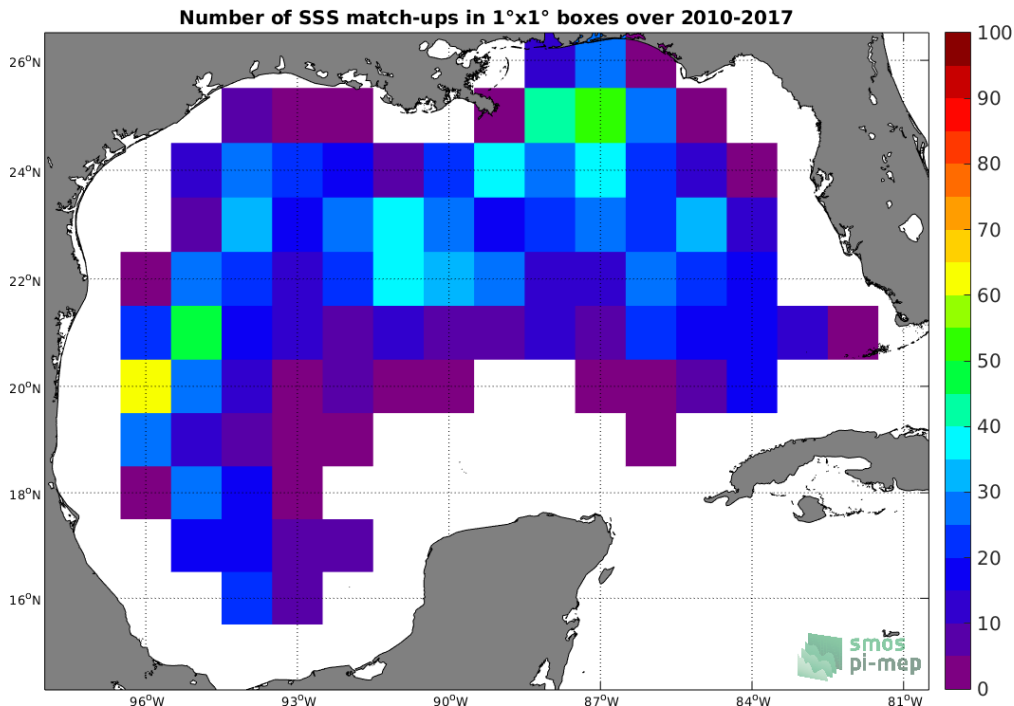 Number of SSS match-ups in 1°x1° boxes over 2010-2017
26°N
24°N
22°N
20°N
18°N
16°N
96°W
93°W
90°W
87°W
84°W
81°W
100
90
80
70
60
50
40
30
20
10
0
smos
pi-mep